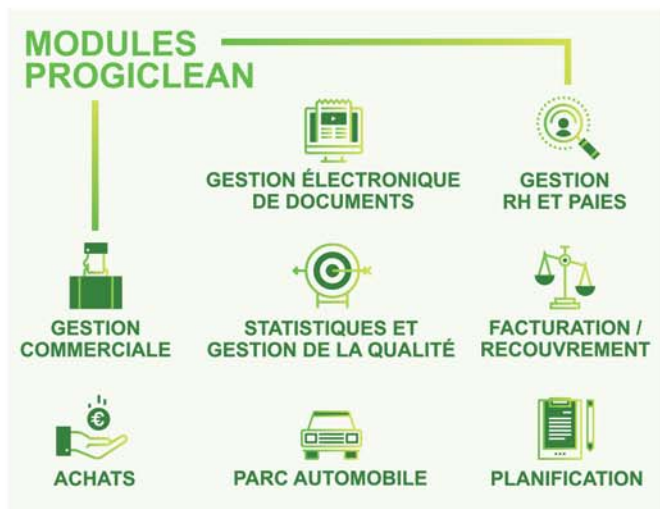 MODULES
PROGICLEAN
GESTION ÉLECTRONIQUE
DE DOCUMENTS
GESTION
RH ET PAIES
GESTION
COMMERCIALE
STATISTIQUES ET
GESTION DE LA QUALITÉ
FACTURATION /
RECOUVREMENT
€
ACHATS
PARC AUTOMOBILE
PLANIFICATION